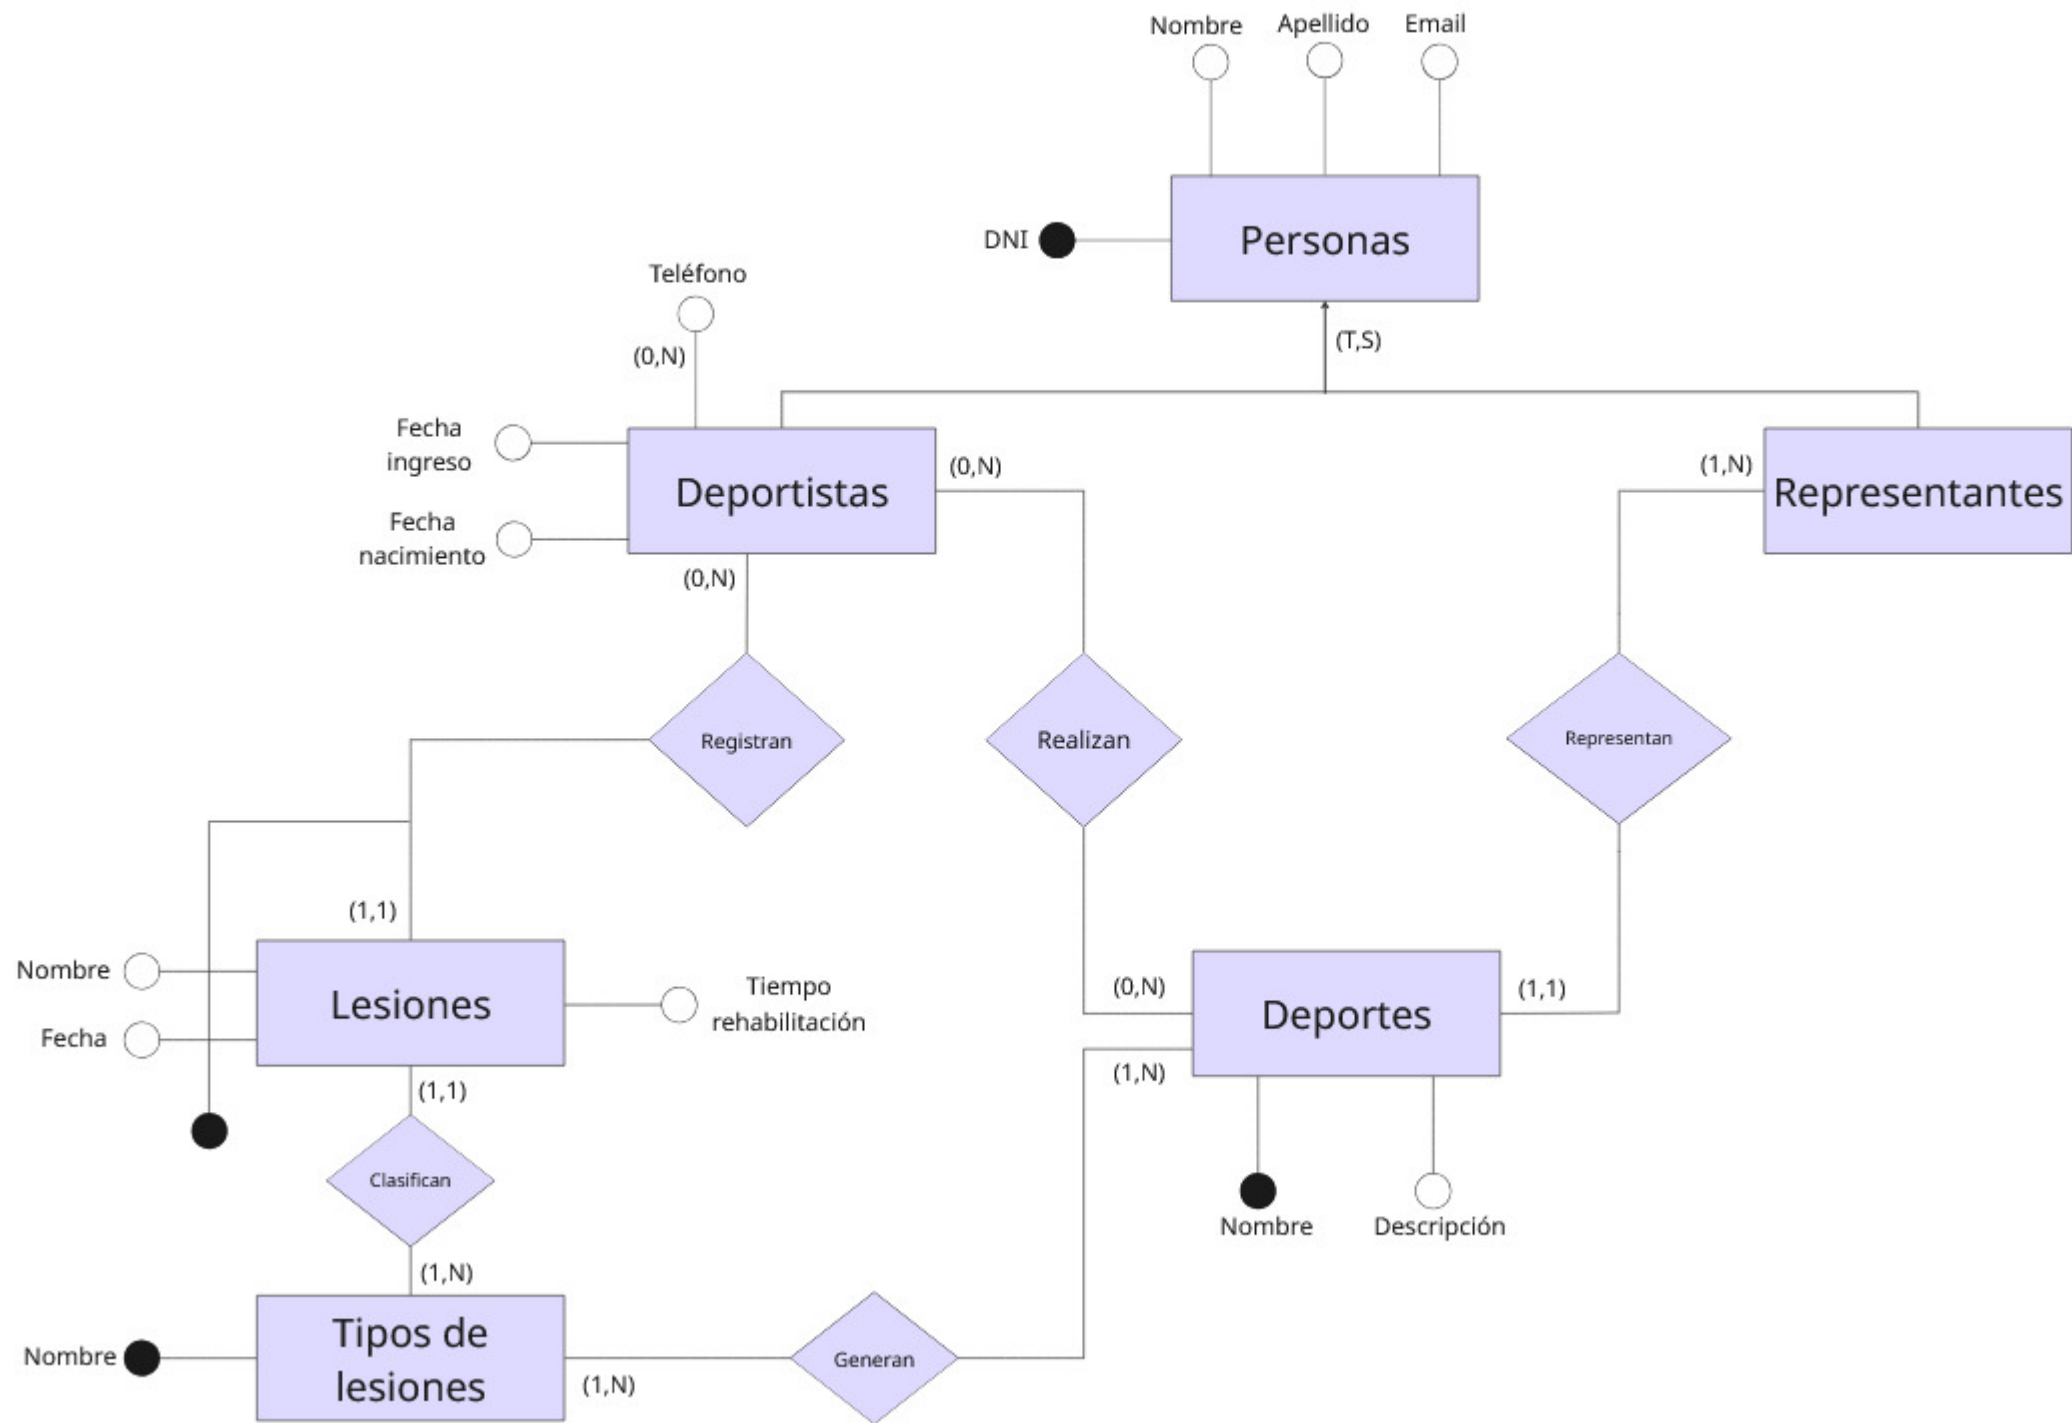 Nombre
Apellido
Email
DNI
Personas
(T,S)
Teléfono
(0,N)
Fecha
ingreso
Fecha
nacimiento
Deportistas
(0,N)
(0,N)
(1,N)
Representantes
Registran
Realizan
Representan
(1,1)
Nombre
Fecha
Lesiones
Tiempo
rehabilitación
(0,N)
Deportes
(1,1)
(1,N)
Nombre
Descripción
(1,1)
Clasifican
(1,N)
Nombre
Tipos de
lesiones
(1,N)
Generan